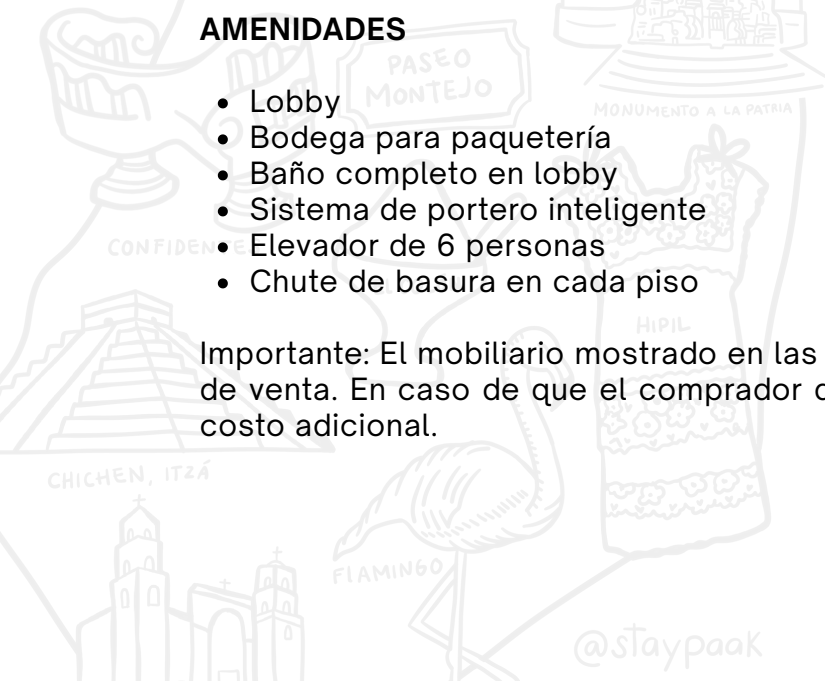 AMENIDADES
PASEO
MONTEJO
MONUMENTO A LA PATRIA
• Lobby
• Bodega para paquetería
• Baño completo en lobby
• Sistema de portero inteligente
CONFIDENTE
• Elevador de 6 personas
• Chute de basura en cada piso
HIPIL
Importante: El mobiliario mostrado en las
de venta. En caso de que el comprador
costo adicional.
CHICHEN, ITZÁ
FLAMINGO
@staypaak